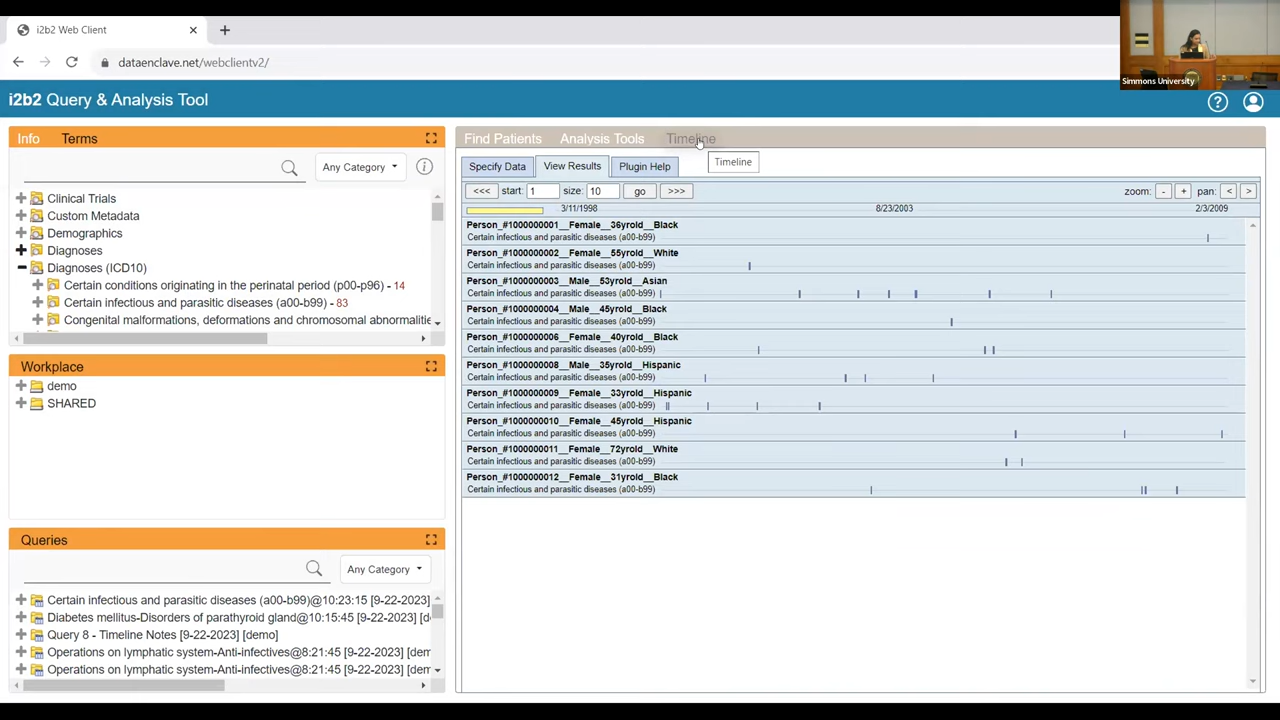 i2b2 Web Client
dataenclave.net/webclientv2/
Simmons University
i2b2 Query & Analysis Tool
Info Terms
Any Category
Clinical Trials
Custom Metadata
Demographics
Diagnoses
Diagnoses (ICD10)
Certain conditions originating in the perinatal period (p00-p96) - 14
Certain infectious and parasitic diseases (a00-b99) - 83
Congenital malformations, deformations and chromosomal abnormalitie
Workplace
demo
SHARED
Queries
Any Category
Certain infectious and parasitic diseases (a00-b99)@10:23:15 [9-22-2023]
Diabetes mellitus-Disorders of parathyroid gland@10:15:45 [9-22-2023] [d
Query 8 - Timeline Notes [9-22-2023] [demo]
Operations on lymphatic system-Anti-infectives@8:21:45 [9-22-2023] [dem
Operations on lymphatic system-Anti-infectives@8:21:45 [9-22-2023] [dem
Find Patients Analysis Tools Timeline
Timeline
Specify Data View Results Plugin Help
<<< start: 1 size: 10 go >>> zoom: - + pan: < >
3/11/1998 8/23/2003 2/3/2009
Person_#1000000001__Female__36yrold__Black
Certain infectious and parasitic diseases (a00-b99)
Person_#1000000002__Female__55yrold__White
Certain infectious and parasitic diseases (a00-b99)
Person_#1000000003__Male__53yrold__Asian
Certain infectious and parasitic diseases (a00-b99)
Person_#1000000004__Male__45yrold__Black
Certain infectious and parasitic diseases (a00-b99)
Person_#1000000006__Female__40yrold__Black
Certain infectious and parasitic diseases (a00-b99)
Person_#1000000008__Male__35yrold__Hispanic
Certain infectious and parasitic diseases (a00-b99)
Person_#1000000009__Female__33yrold__Hispanic
Certain infectious and parasitic diseases (a00-b99)
Person_#1000000010__Female__45yrold__Hispanic
Certain infectious and parasitic diseases (a00-b99)
Person_#1000000011__Female__72yrold__White
Certain infectious and parasitic diseases (a00-b99)
Person_#1000000012__Female__31yrold__Black
Certain infectious and parasitic diseases (a00-b99)